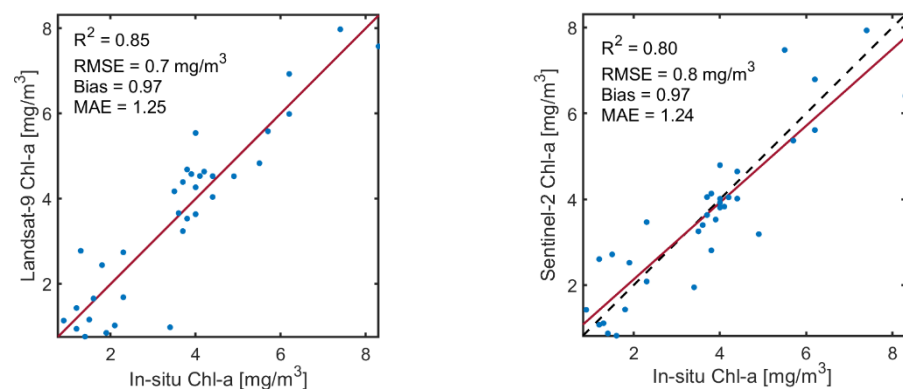 8
6
4
2
Landsat-9 Chl-a [mg/m³]
R² = 0.85
RMSE = 0.7 mg/m³
Bias = 0.97
MAE = 1.25
2
4
6
8
In-situ Chl-a [mg/m³]
8
6
4
2
Sentinel-2 Chl-a [mg/m³]
R² = 0.80
RMSE = 0.8 mg/m³
Bias = 0.97
MAE = 1.24
2
4
6
8
In-situ Chl-a [mg/m³]